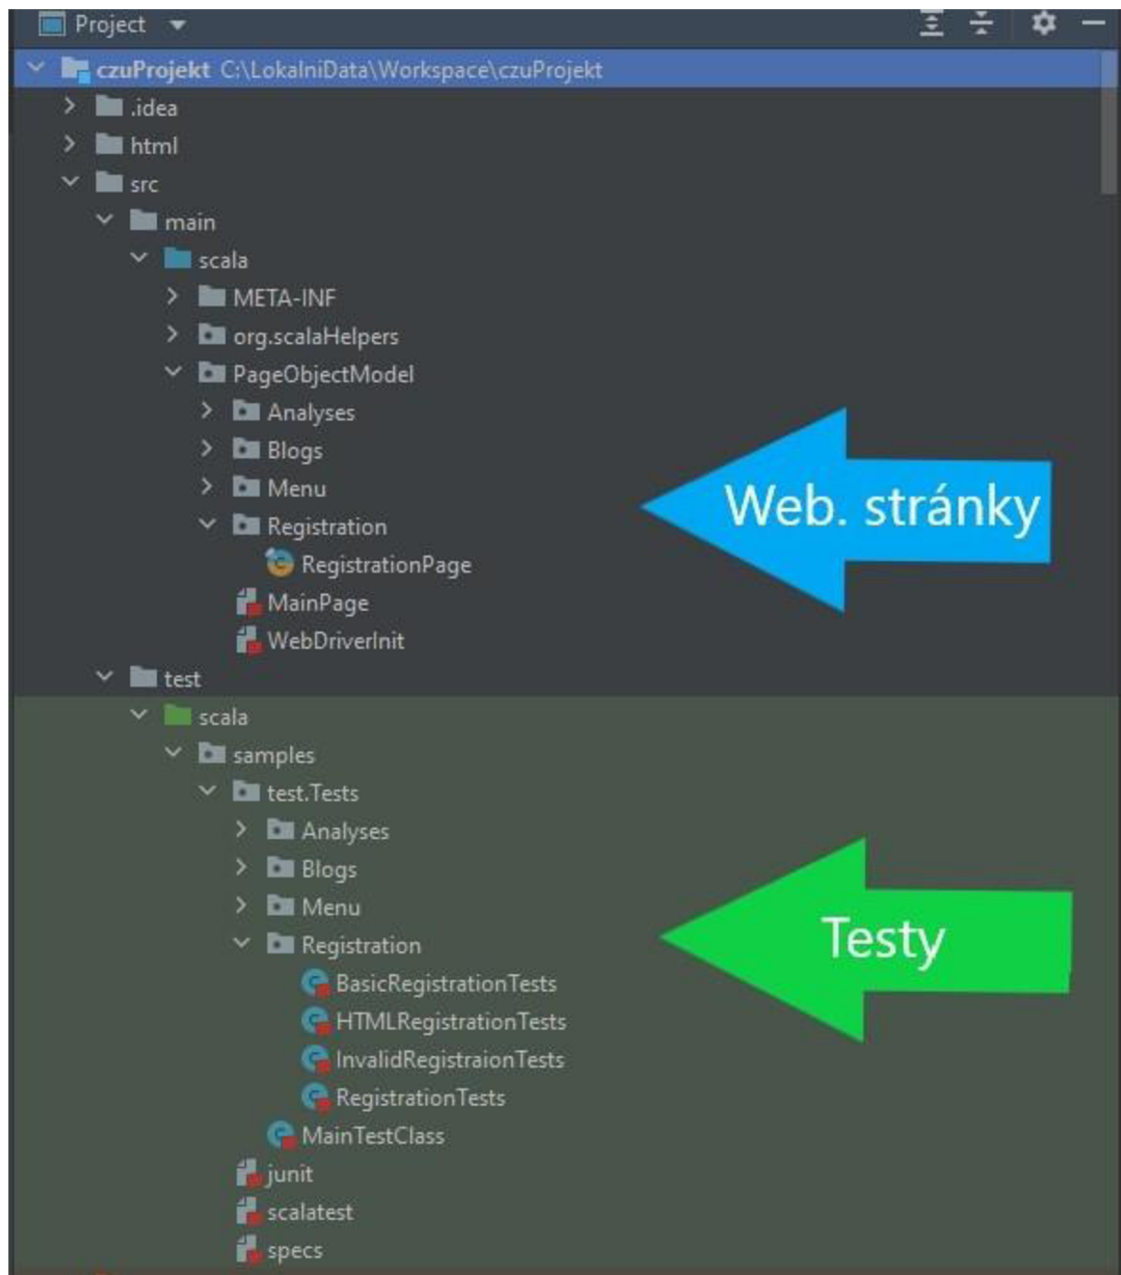 Project
czuProjekt C:\LokalniData\Workspace\czuProjekt
.idea
html
src
main
scala
META-INF
org.scalaHelpers
PageObjectModel
Analyses
Blogs
Menu
Web. stránky
Registration
RegistrationPage
MainPage
WebDriverInit
test
scala
samples
test.Tests
Analyses
Blogs
Menu
Testy
Registration
BasicRegistrationTests
HTMLRegistrationTests
InvalidRegistraionTests
RegistrationTests
MainTestClass
junit
scalatest
specs